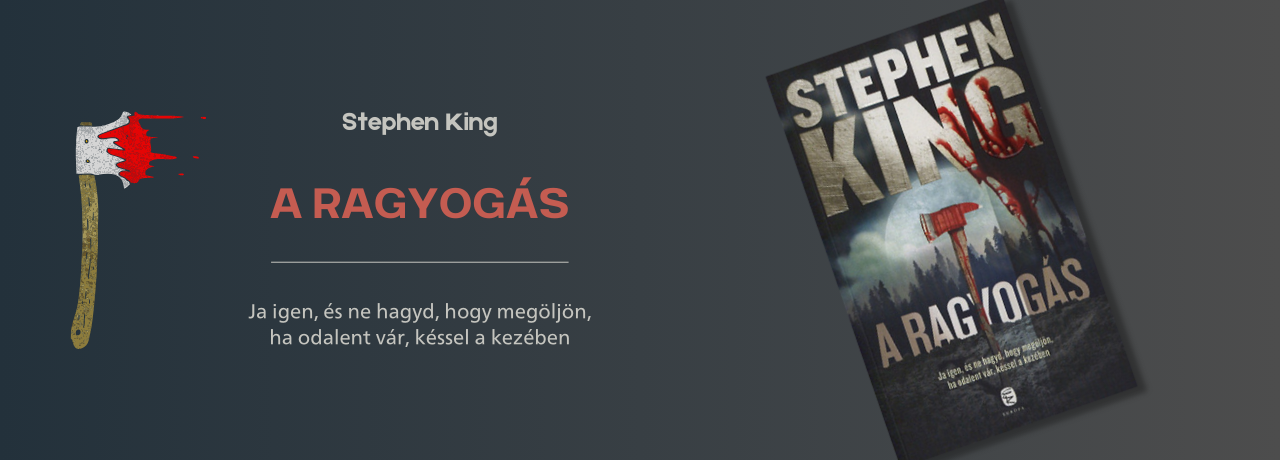 Stephen King
A RAGYOGÁS
Ja igen, és ne hagyd, hogy megöljön,
ha odalent vár, késsel a kezében
STEPHEN
KING
A RAGYOGÁS
Ja igen, és ne hagyd, hogy megöljön,
ha odalent vár, késsel a kezében
EURÓPA